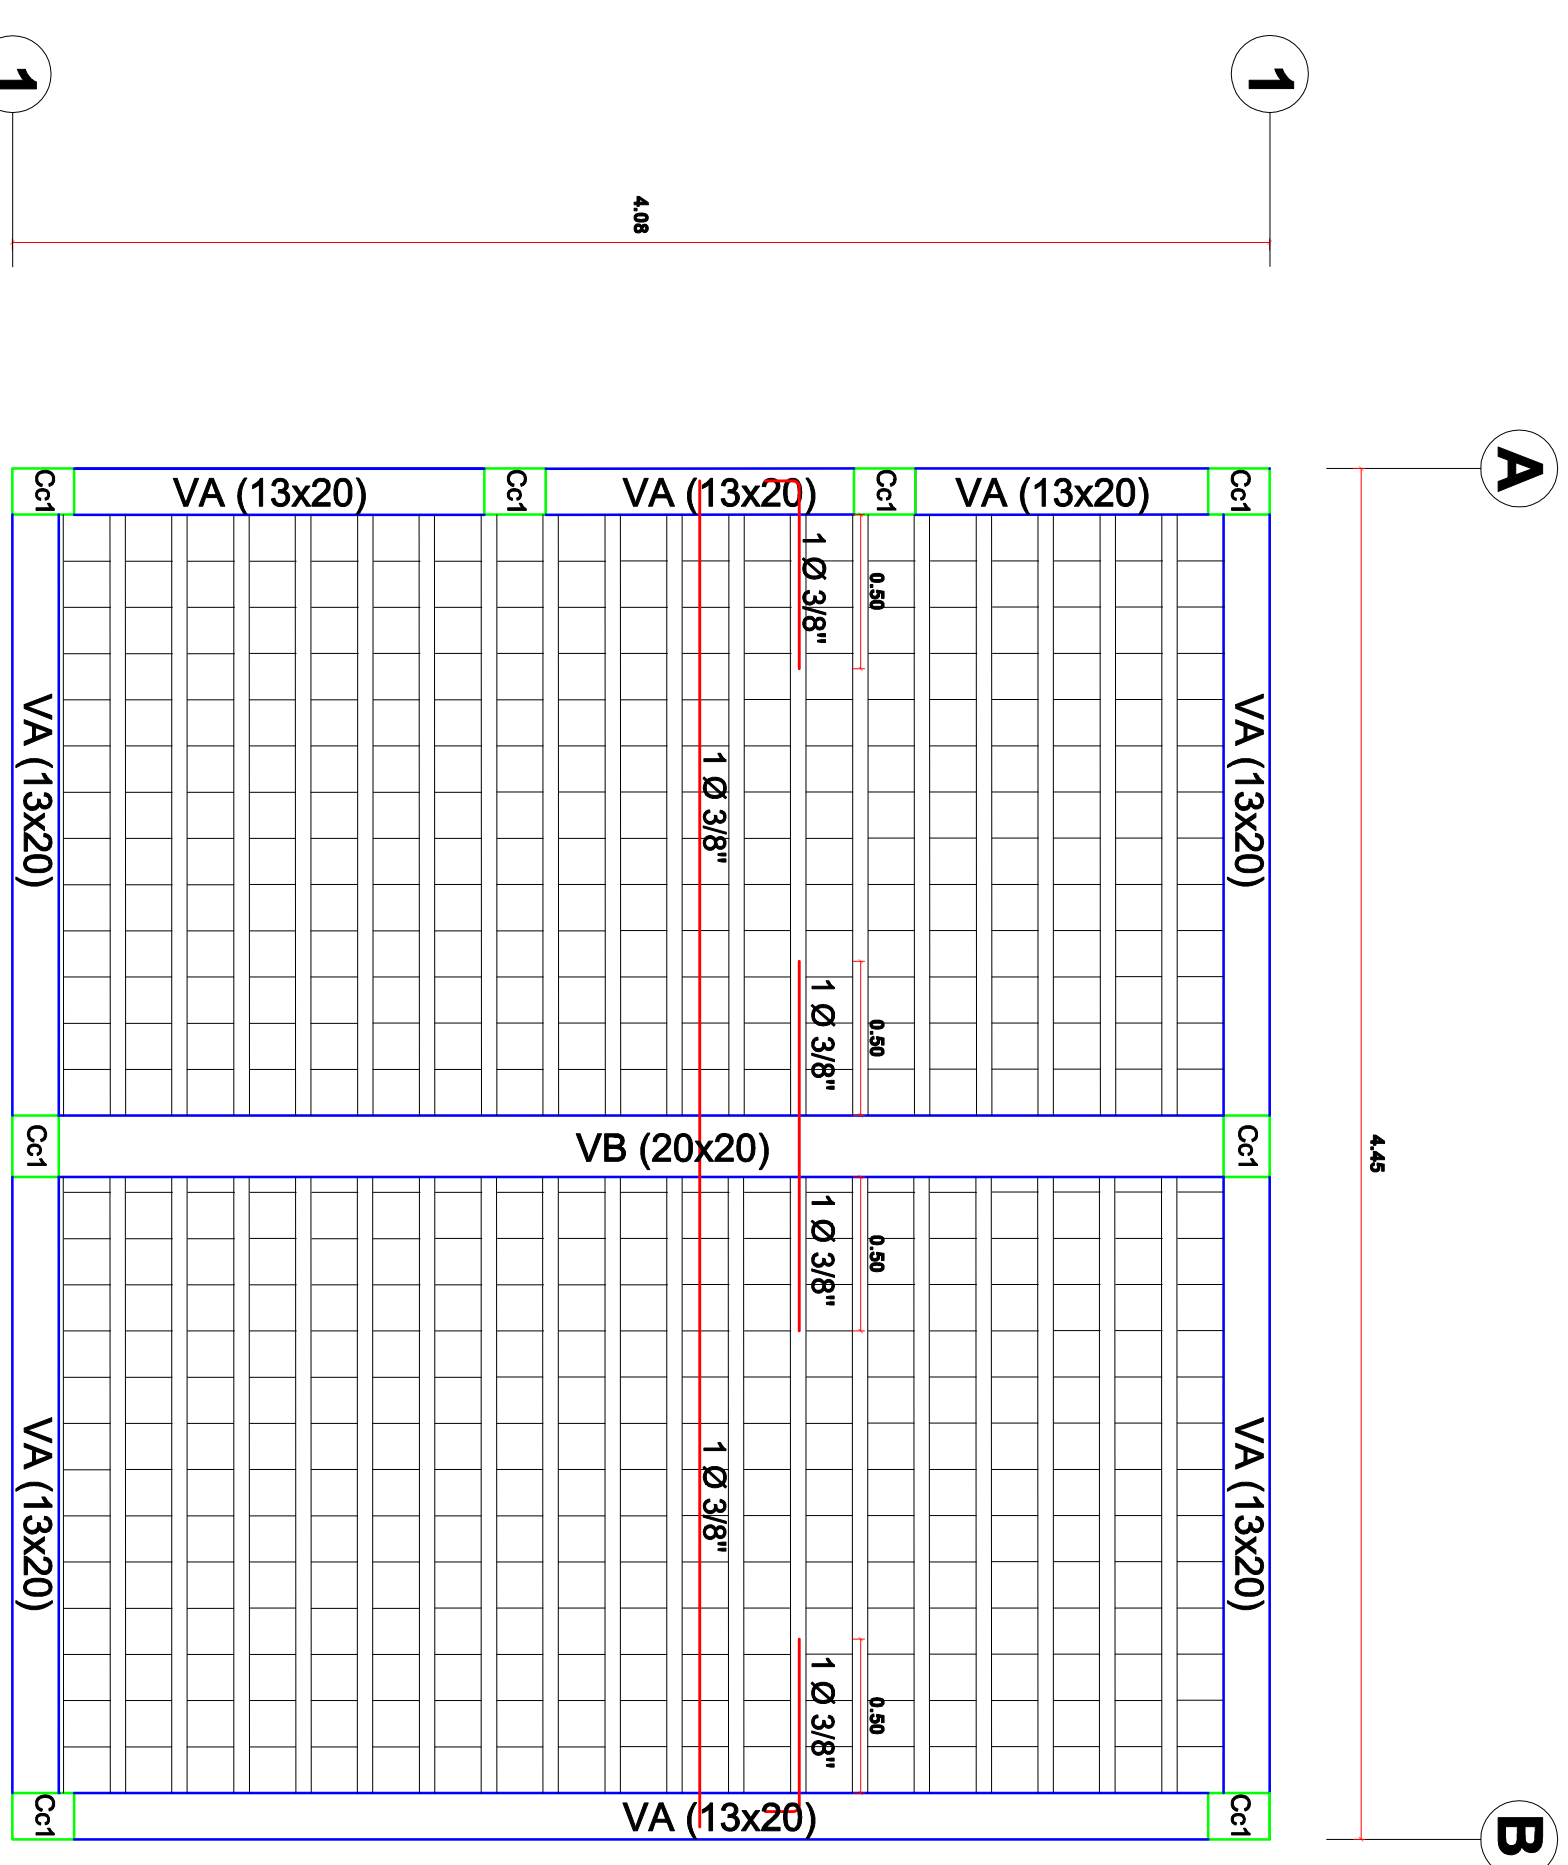 1
1
4.08
A
Cc1
VA (13x20)
Cc1
VA (13x20)
Cc1
VA (13x20)
Cc1
1 Ø 3/8"
0.50
VA (13x20)
1 Ø 3/8"
VA (13x20)
1 Ø 3/8"
0.50
Cc1
VB (20x20)
Cc1
4.45
1 Ø 3/8"
0.50
VA (13x20)
1 Ø 3/8"
VA (13x20)
1 Ø 3/8"
0.50
Cc1
VA (13x20)
Cc1
B